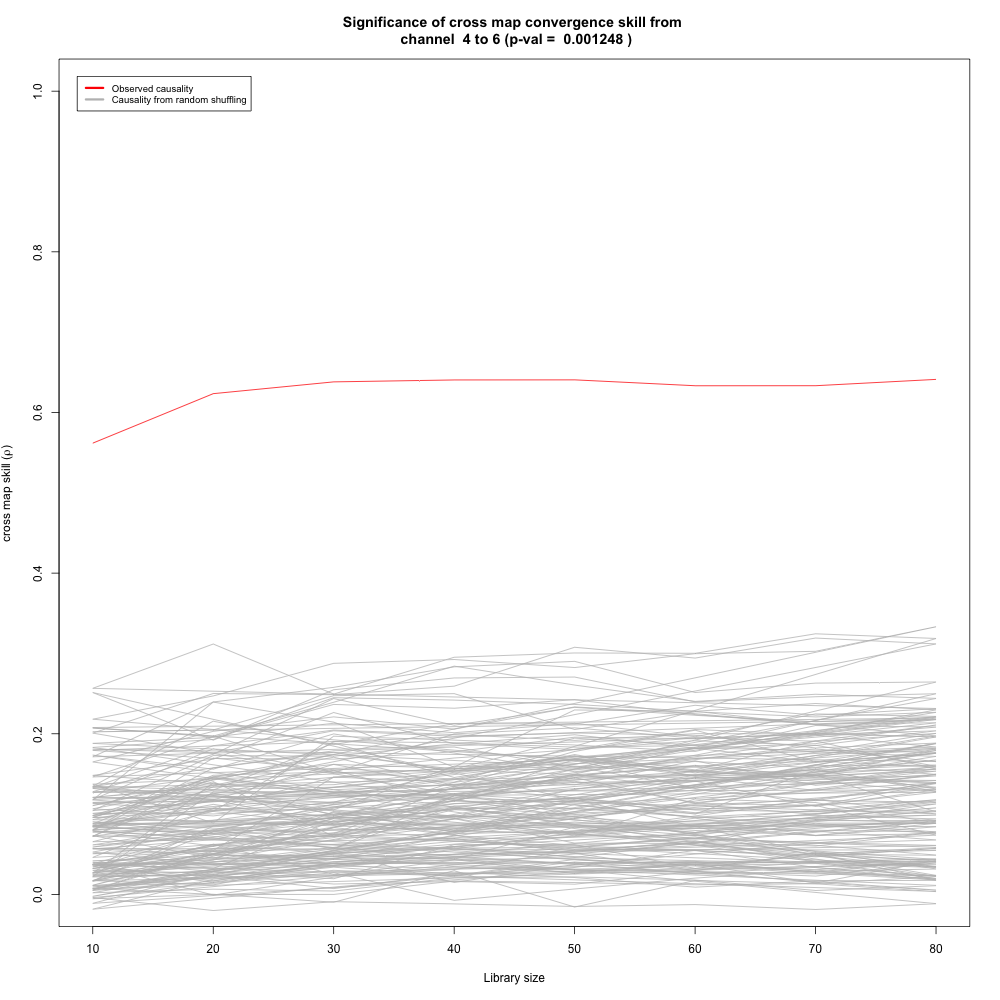 Significance of cross map convergence skill from
channel  4 to 6 (p-val =  0.001248 )
Observed causality
Causality from random shuffling
1.0
0.8
0.6
0.4
0.2
0.0
cross map skill (ρ)
10 20 30 40 50 60 70 80
Library size